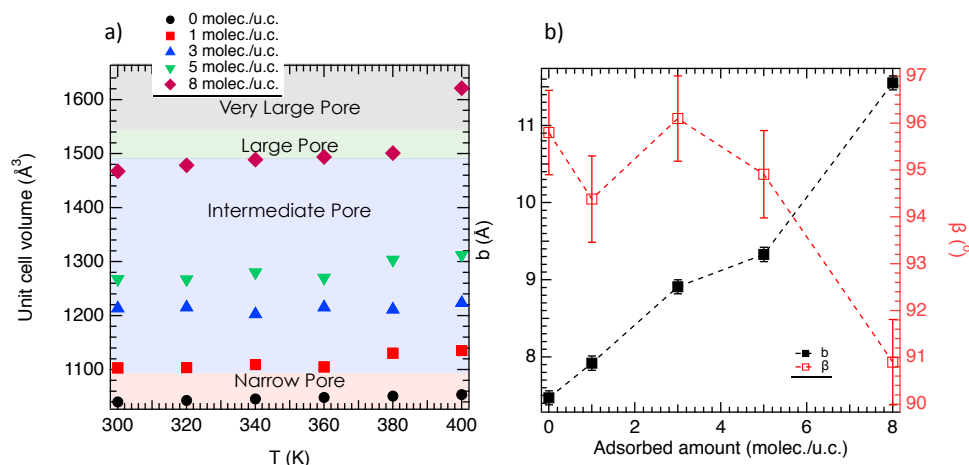 a)
0 molec./u.c.
1 molec./u.c.
3 molec./u.c.
5 molec./u.c.
8 molec./u.c.
Unit cell volume (Å³)
1600
1500
1400
1300
1200
1100
Very Large Pore
Large Pore
Intermediate Pore
Narrow Pore
300
320
340
360
380
400
T (K)
b)
b (Å)
11
10
9
8
97
96
95
94
93
92
91
90
β (°)
b
β
0
2
4
6
8
Adsorbed amount (molec./u.c.)